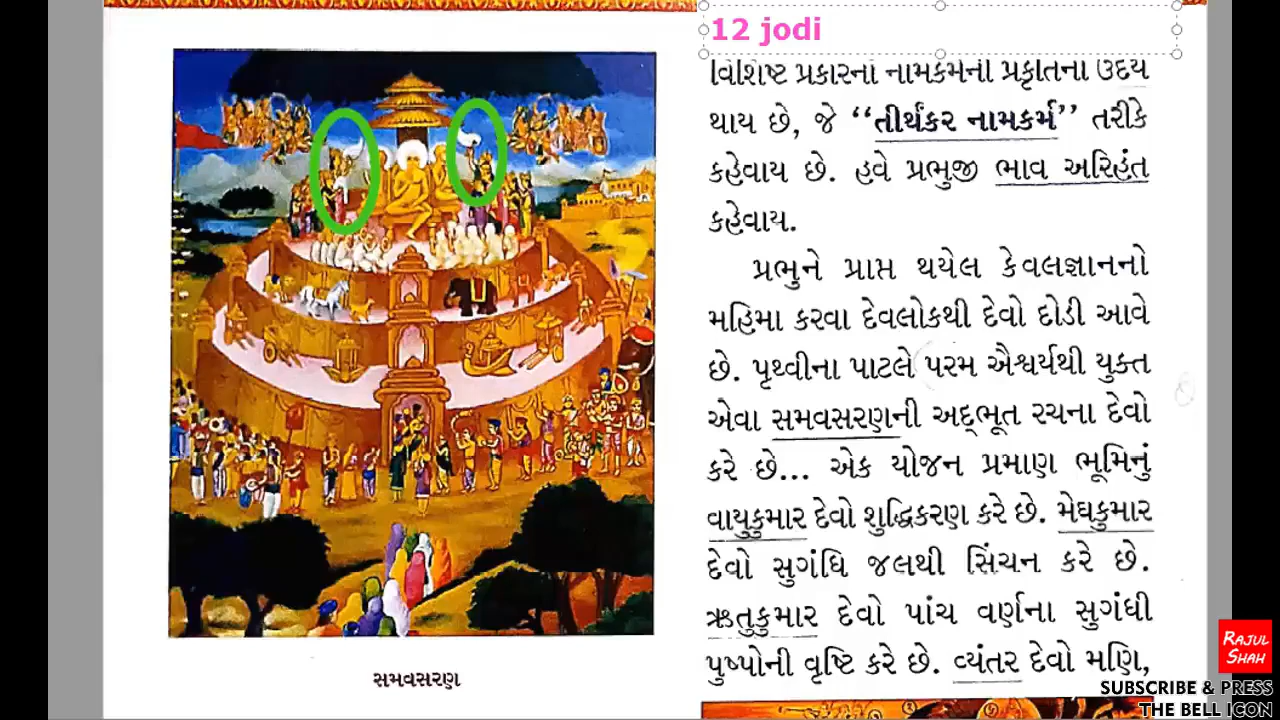 12 jodi
વિશિષ્ટ પ્રકારના નામકર્મની પ્રકૃતિના ઉદય
થાય છે, જે ‘‘તીર્થંકર નામકર્મ’’ તરીકે
કહેવાય છે. હવે પ્રભુજી ભાવ અરિહંત
કહેવાય.
પ્રભુને પ્રાપ્ત થયેલ કેવલજ્ઞાનનો
મહિમા કરવા દેવલોકથી દેવો દોડી આવે
છે. પૃથ્વીના પાટલે પરમ ઐશ્વર્યથી યુક્ત
એવા સમવસરણની અદ્‌ભૂત રચના દેવો
કરે છે... એક યોજન પ્રમાણ ભૂમિનું
વાયુકુમાર દેવો શુદ્ધિકરણ કરે છે. મેઘકુમાર
દેવો સુગંધિ જલથી સિંચન કરે છે.
ઋતુકુમાર દેવો પાંચ વર્ણના સુગંધી
પુષ્પોની વૃષ્ટિ કરે છે. વ્યંતર દેવો મણિ,
સમવસરણ
RAJUL
SHAH
SUBSCRIBE & PRESS
THE BELL ICON